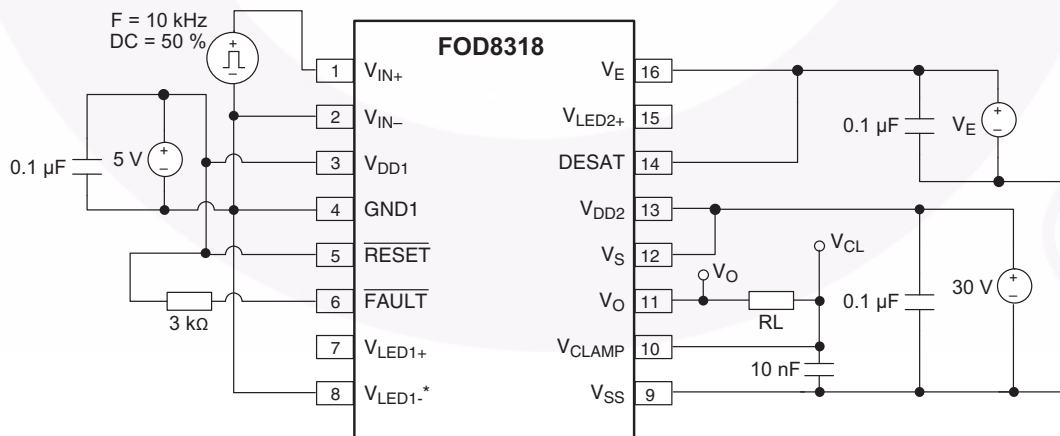 F = 10 kHz
DC = 50 %
FOD8318
1 V_IN+
2 V_IN–
3 V_DD1
4 GND1
5 RESET
6 FAULT
7 V_LED1+
8 V_LED1-*
V_E 16
V_LED2+ 15
DESAT 14
V_DD2 13
V_S 12
V_O 11
V_CLAMP 10
V_SS 9
0.1 µF
5 V
+
–
+
–
3 kΩ
0.1 µF
V_E
+
–
V_CL
V_O
RL
0.1 µF
30 V
+
–
10 nF